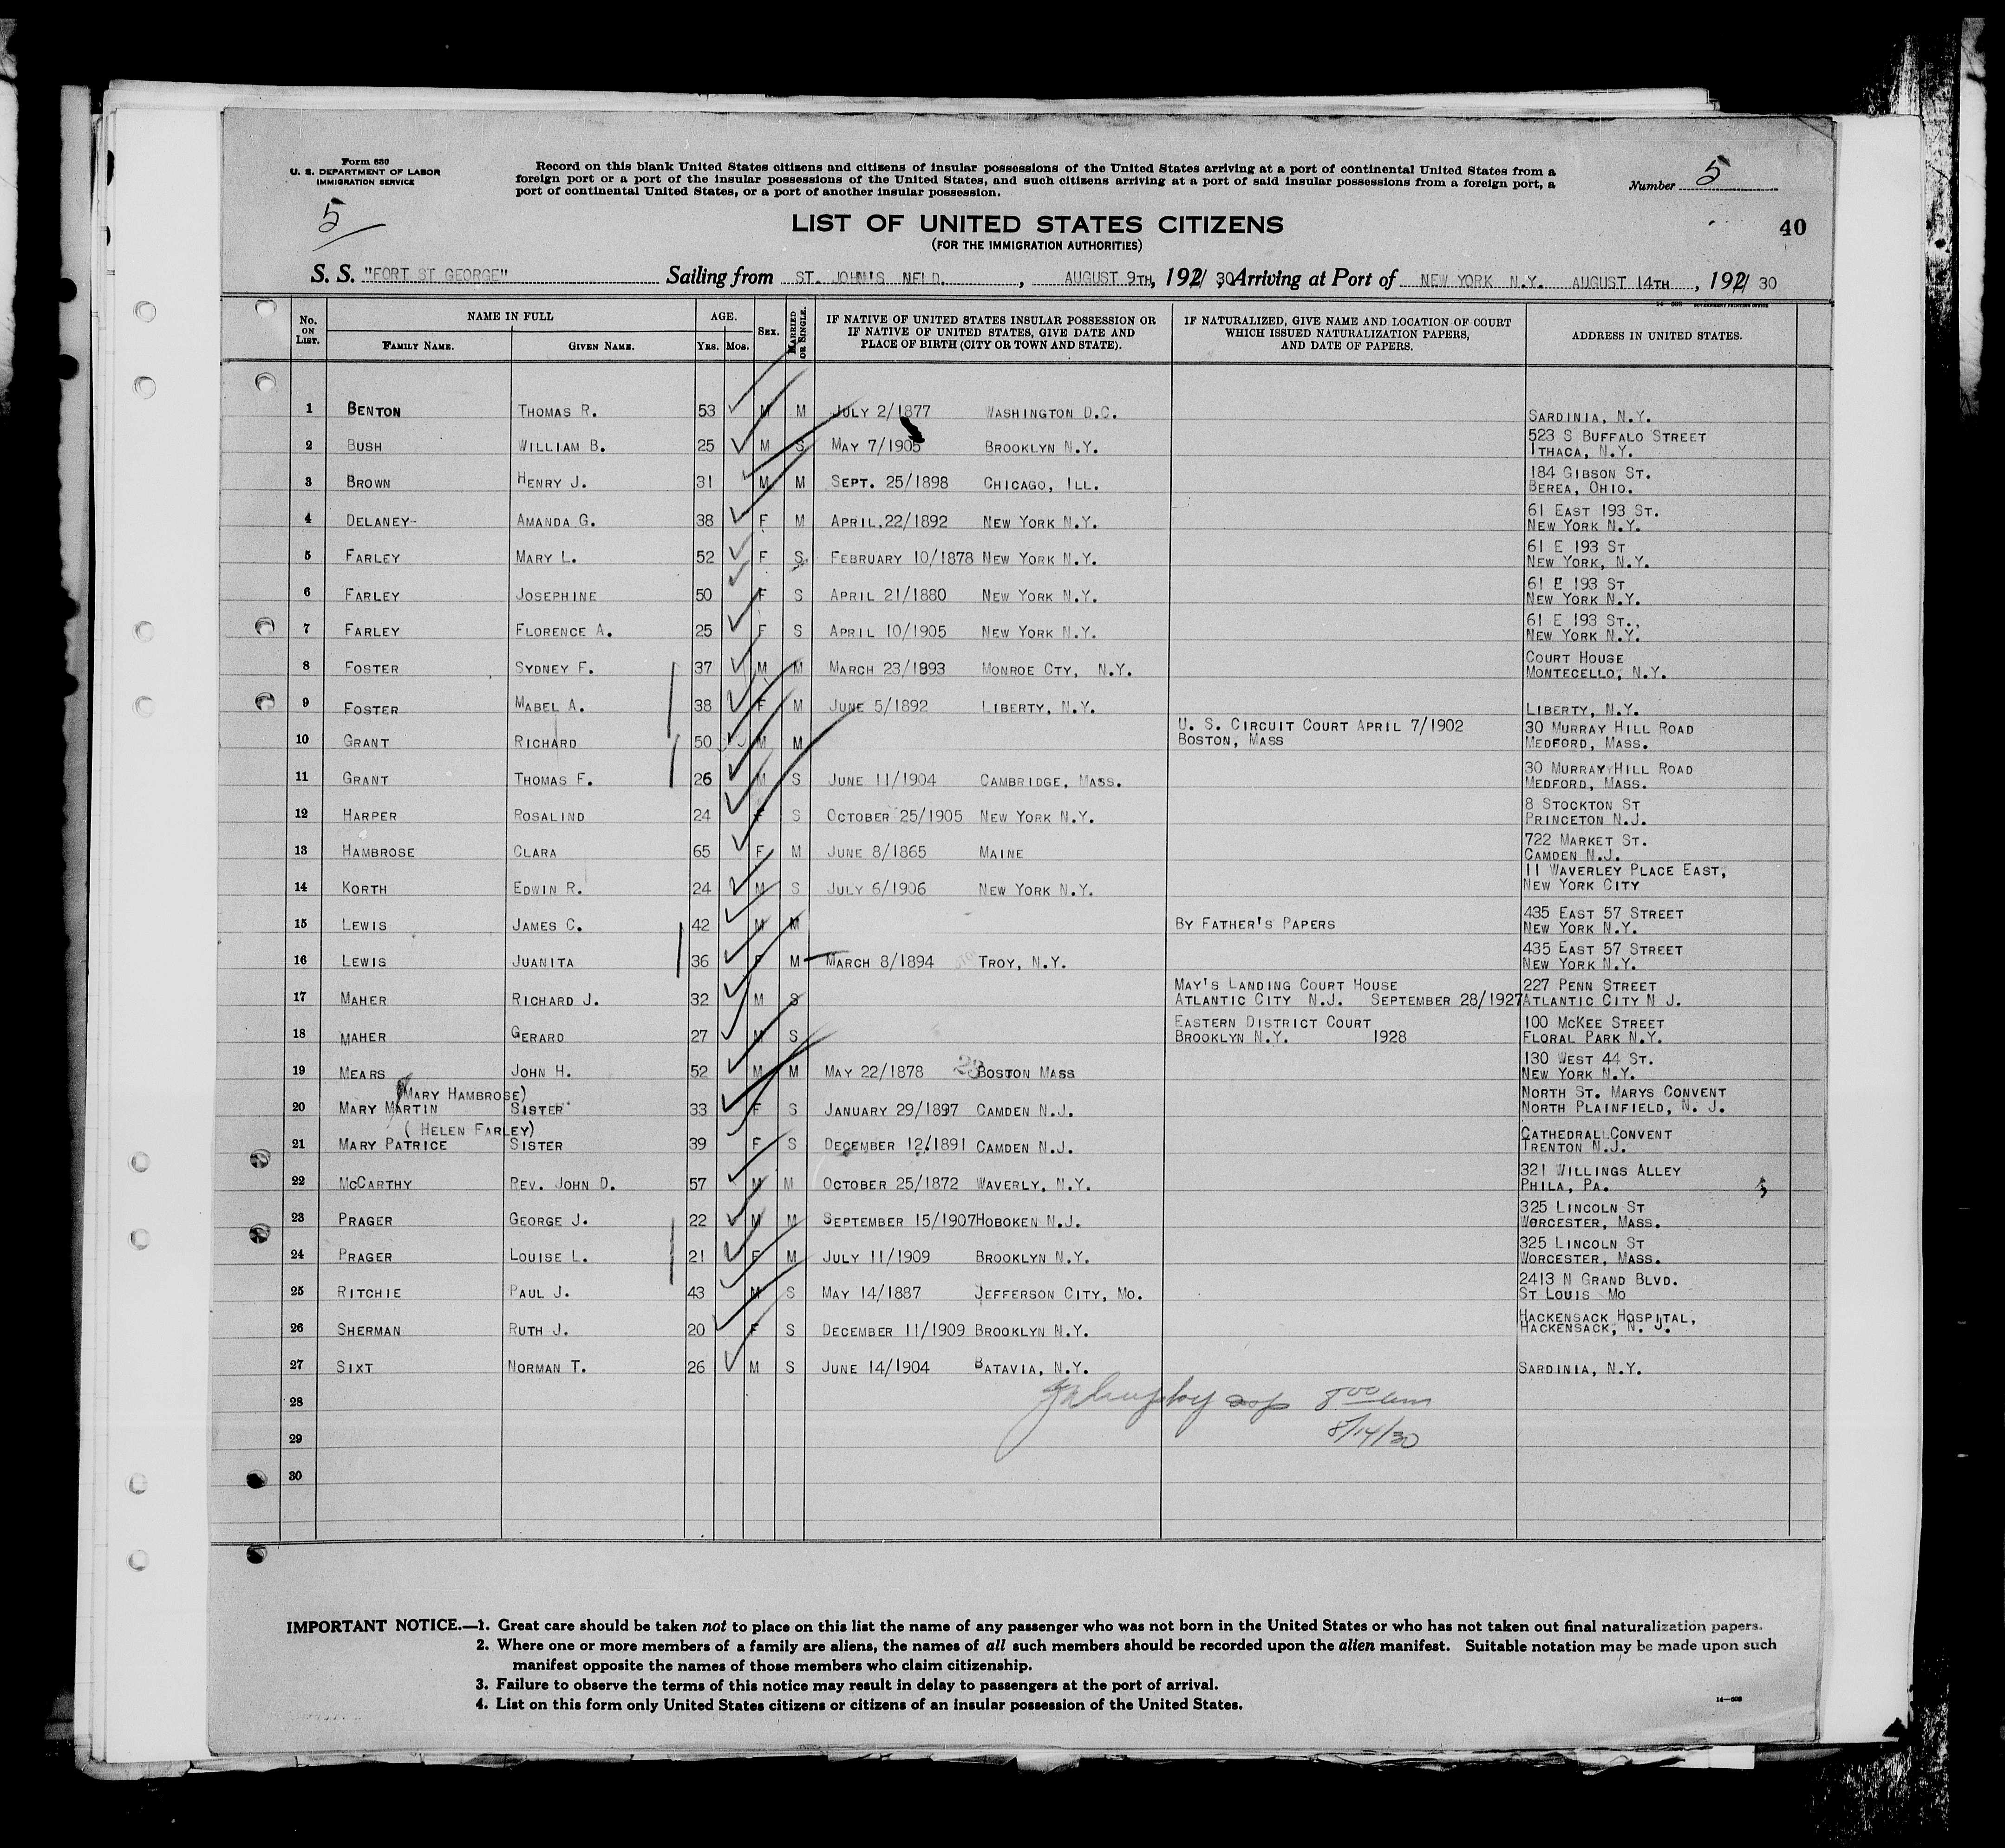 Form 630
U. S. DEPARTMENT OF LABOR
IMMIGRATION SERVICE
Record on this blank United States citizens and citizens of insular possessions of the United States arriving at a port of continental United States from a
foreign port or a port of the insular possessions of the United States, and such citizens arriving at a port of said insular possessions from a foreign port, a
port of continental United States, or a port of another insular possession.
Number 5
5
LIST OF UNITED STATES CITIZENS
40
(FOR THE IMMIGRATION AUTHORITIES)
S. S. "FORT ST GEORGE" Sailing from ST. JOHN'S NFLD. , AUGUST 9TH, 192/ 30 Arriving at Port of NEW YORK N.Y. AUGUST 14TH , 192/ 30
No. ON LIST. NAME IN FULL FAMILY NAME. GIVEN NAME. AGE. YRS. MOS. SEX. MARRIED OR SINGLE. IF NATIVE OF UNITED STATES INSULAR POSSESSION OR IF NATIVE OF UNITED STATES, GIVE DATE AND PLACE OF BIRTH (CITY OR TOWN AND STATE). IF NATURALIZED, GIVE NAME AND LOCATION OF COURT WHICH ISSUED NATURALIZATION PAPERS, AND DATE OF PAPERS. ADDRESS IN UNITED STATES.
1 BENTON THOMAS R. 53 M M JULY 2/1877 WASHINGTON D.C. SARDINIA, N.Y.
2 BUSH WILLIAM B. 25 M S MAY 7/1905 BROOKLYN N.Y. 523 S BUFFALO STREET
ITHACA, N.Y.
3 BROWN HENRY J. 31 M M SEPT. 25/1898 CHICAGO, ILL. 184 GIBSON ST.
BEREA, OHIO.
4 DELANEY- AMANDA G. 38 F M APRIL,22/1892 NEW YORK N.Y. 61 EAST 193 ST.
NEW YORK N.Y.
5 FARLEY MARY L. 52 F S FEBRUARY 10/1878 NEW YORK N.Y. 61 E 193 ST
NEW YORK, N.Y.
6 FARLEY JOSEPHINE 50 F S APRIL 21/1880 NEW YORK N.Y. 61 E 193 ST
NEW YORK N.Y.
7 FARLEY FLORENCE A. 25 F S APRIL 10/1905 NEW YORK N.Y. 61 E 193 ST.,
NEW YORK N.Y.
8 FOSTER SYDNEY F. 37 M M MARCH 23/1893 MONROE CTY, N.Y. COURT HOUSE
MONTECELLO, N.Y.
9 FOSTER MABEL A. 38 F M JUNE 5/1892 LIBERTY, N.Y. LIBERTY, N.Y.
10 GRANT RICHARD 50 M M U. S. CIRCUIT COURT APRIL 7/1902 30 MURRAY HILL ROAD
BOSTON, MASS MEDFORD, MASS.
11 GRANT THOMAS F. 26 M S JUNE 11/1904 CAMBRIDGE, MASS. 30 MURRAY HILL ROAD
MEDFORD, MASS.
12 HARPER ROSALIND 24 F S OCTOBER 25/1905 NEW YORK N.Y. 8 STOCKTON ST
PRINCETON N.J.
13 HAMBROSE CLARA 65 F M JUNE 8/1865 MAINE 722 MARKET ST.
CAMDEN N.J.
14 KORTH EDWIN R. 24 M S JULY 6/1906 NEW YORK N.Y. 11 WAVERLEY PLACE EAST,
NEW YORK CITY
15 LEWIS JAMES C. 42 M M BY FATHER'S PAPERS 435 EAST 57 STREET
NEW YORK N.Y.
16 LEWIS JUANITA 36 F M MARCH 8/1894 TROY, N.Y. 435 EAST 57 STREET
NEW YORK N.Y.
17 MAHER RICHARD J. 32 M S MAY'S LANDING COURT HOUSE 227 PENN STREET
ATLANTIC CITY N.J. SEPTEMBER 28/1927 ATLANTIC CITY N J.
18 MAHER GERARD 27 M S EASTERN DISTRICT COURT 100 MCKEE STREET
BROOKLYN N.Y. 1928 FLORAL PARK N.Y.
19 MEARS JOHN H. 52 M M MAY 22/1878 BOSTON MASS 130 WEST 44 ST.
NEW YORK N.Y.
(MARY HAMBROSE) NORTH ST. MARYS CONVENT
20 MARY MARTIN SISTER 33 F S JANUARY 29/1897 CAMDEN N.J. NORTH PLAINFIELD, N. J.
( HELEN FARLEY) CATHEDRAL CONVENT
21 MARY PATRICE SISTER 39 F S DECEMBER 12/1891 CAMDEN N.J. TRENTON N.J.
22 MCCARTHY REV. JOHN D. 57 M M OCTOBER 25/1872 WAVERLY, N.Y. 321 WILLINGS ALLEY
PHILA, PA.
23 PRAGER GEORGE J. 22 M M SEPTEMBER 15/1907 HOBOKEN N.J. 325 LINCOLN ST
WORCESTER, MASS.
24 PRAGER LOUISE L. 21 F M JULY 11/1909 BROOKLYN N.Y. 325 LINCOLN ST
WORCESTER, MASS.
25 RITCHIE PAUL J. 43 M S MAY 14/1887 JEFFERSON CITY, MO. 2413 N GRAND BLVD.
ST LOUIS MO
26 SHERMAN RUTH J. 20 F S DECEMBER 11/1909 BROOKLYN N.Y. HACKENSACK HOSPITAL,
HACKENSACK, N. J.
27 SIXT NORMAN T. 26 M S JUNE 14/1904 BATAVIA, N.Y. SARDINIA, N.Y.
28 8 00 am
29 8/14/30
30
IMPORTANT NOTICE.—1. Great care should be taken not to place on this list the name of any passenger who was not born in the United States or who has not taken out final naturalization papers.
2. Where one or more members of a family are aliens, the names of all such members should be recorded upon the alien manifest. Suitable notation may be made upon such
manifest opposite the names of those members who claim citizenship.
3. Failure to observe the terms of this notice may result in delay to passengers at the port of arrival.
4. List on this form only United States citizens or citizens of an insular possession of the United States.